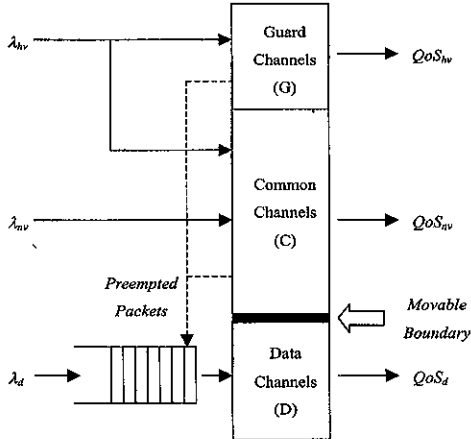 λhv
Guard
Channels
(G)
QoShv
Common
Channels
(C)
λnv
QoSnv
Preempted
Packets
Movable
Boundary
λd
Data
Channels
(D)
QoSd